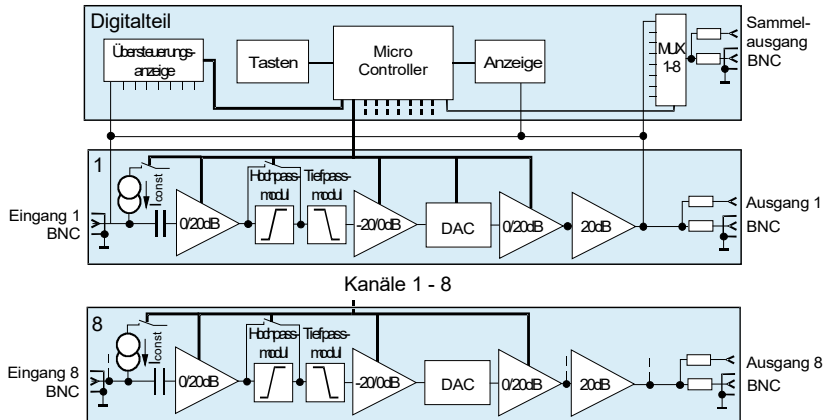 Digitalteil
Übersteuerungs-
anzeige
Tasten
Micro
Controller
Anzeige
MUX
1-8
Sammel-
ausgang
BNC
1
Iconst
Hochpass-
modul
Tiefpass-
modul
Eingang 1
BNC
0/20dB
-20/0dB
DAC
0/20dB
20dB
Ausgang 1
BNC
Kanäle 1 - 8
8
Iconst
Hochpass-
modul
Tiefpass-
modul
Eingang 8
BNC
0/20dB
-20/0dB
DAC
0/20dB
20dB
Ausgang 8
BNC